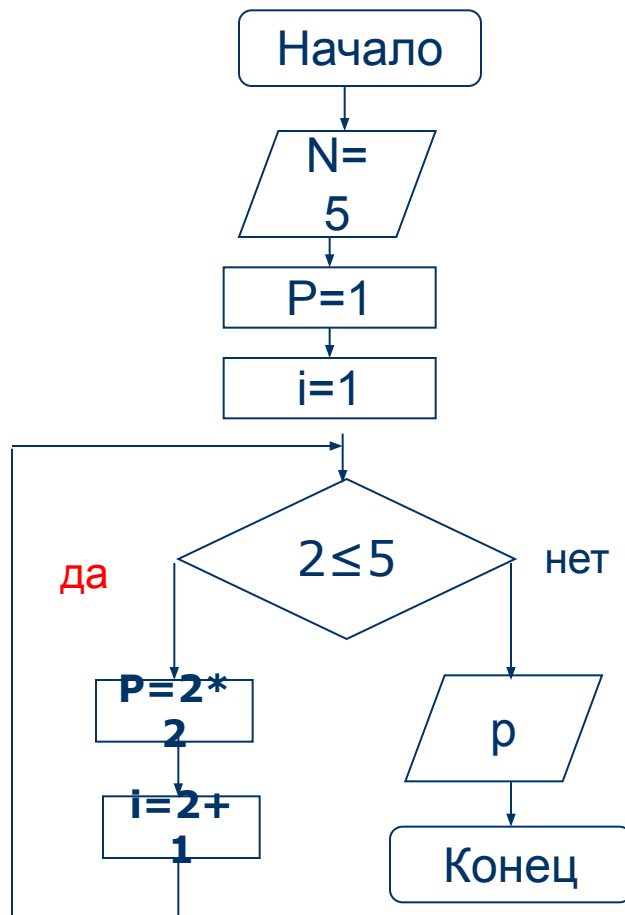 Начало
N=
5
P=1
i=1
2≤5
да
нет
P=2*
2
p
i=2+
1
Конец